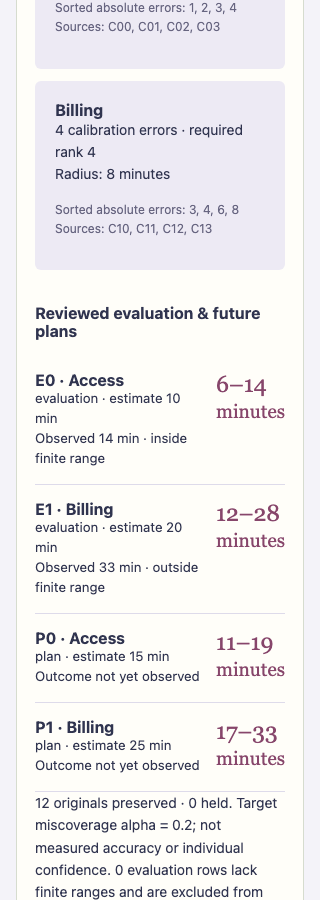 Sorted absolute errors: 1, 2, 3, 4
Sources: C00, C01, C02, C03
Billing
4 calibration errors · required
rank 4
Radius: 8 minutes
Sorted absolute errors: 3, 4, 6, 8
Sources: C10, C11, C12, C13
Reviewed evaluation & future
plans
E0 · Access
evaluation · estimate 10
min
Observed 14 min · inside
finite range
6–14
minutes
E1 · Billing
evaluation · estimate 20
min
Observed 33 min · outside
finite range
12–28
minutes
P0 · Access
plan · estimate 15 min
Outcome not yet observed
11–19
minutes
P1 · Billing
plan · estimate 25 min
Outcome not yet observed
17–33
minutes
12 originals preserved · 0 held. Target
miscoverage alpha = 0.2; not
measured accuracy or individual
confidence. 0 evaluation rows lack
finite ranges and are excluded from